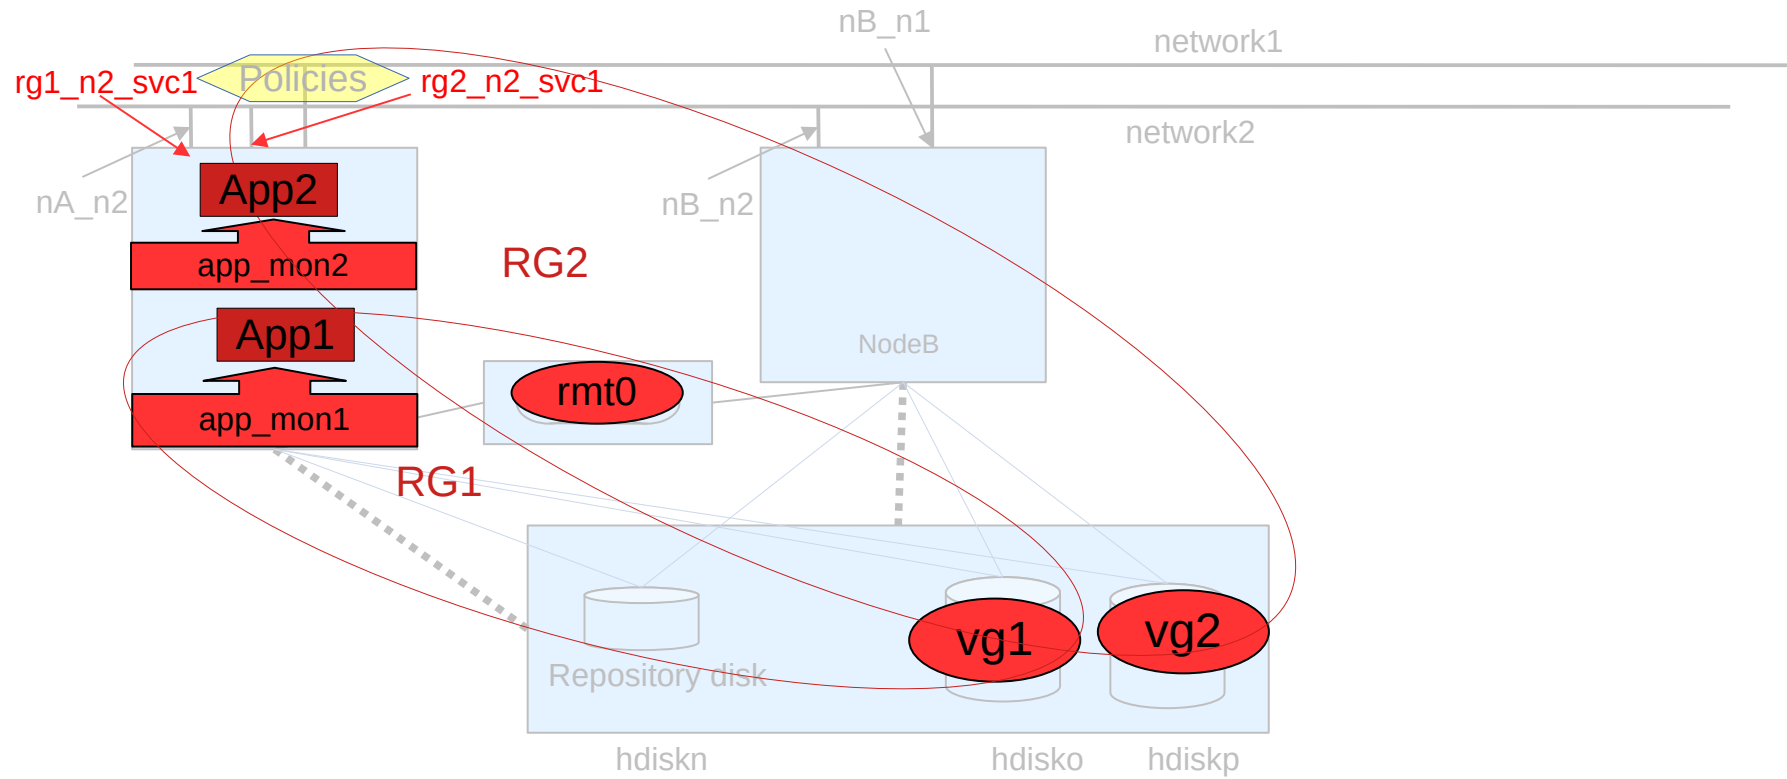 nB_n1
network1
Policies
rg1_n2_svc1
rg2_n2_svc1
network2
App2
nA_n2
nB_n2
app_mon2
RG2
App1
NodeB
rmt0
app_mon1
RG1
vg1
vg2
Repository disk
hdiskn
hdisko
hdiskp